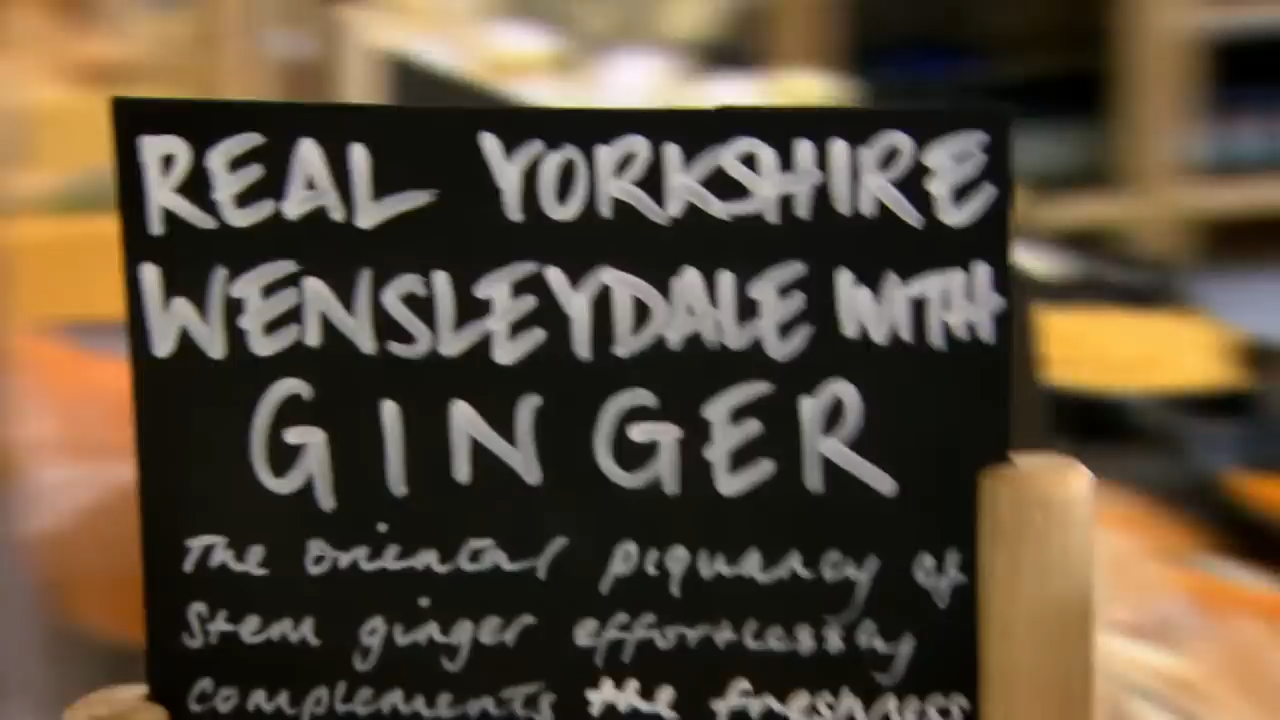 REAL YORKSHIRE
WENSLEYDALE WITH
GINGER
The oriental piquancy of
Stem ginger effortlessly
complements the freshness